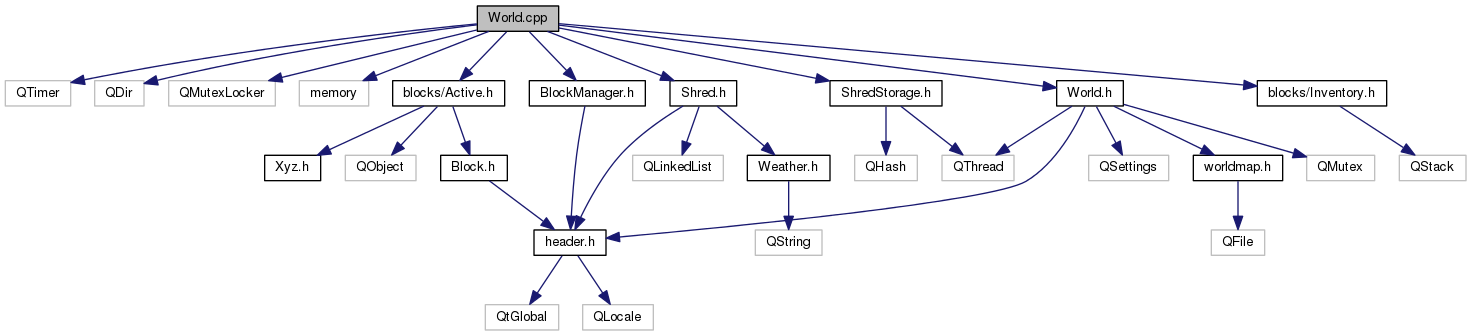 World.cpp
QTimer
QDir
QMutexLocker
memory
blocks/Active.h
BlockManager.h
Shred.h
ShredStorage.h
World.h
blocks/Inventory.h
Xyz.h
QObject
Block.h
QLinkedList
Weather.h
QHash
QThread
QSettings
worldmap.h
QMutex
QStack
header.h
QString
QFile
QtGlobal
QLocale